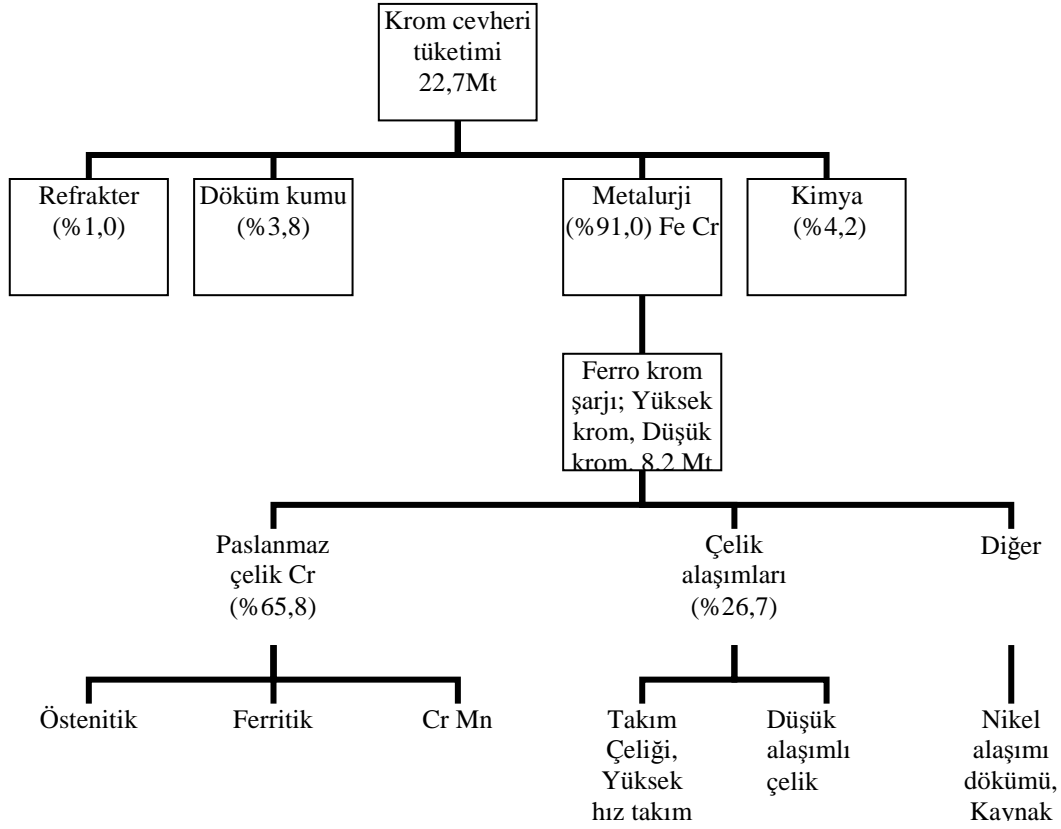 Krom cevheri
tüketimi
22,7Mt
Refrakter
(%1,0)
Döküm kumu
(%3,8)
Metalurji
(%91,0) Fe Cr
Kimya
(%4,2)
Ferro krom
şarjı; Yüksek
krom, Düşük
krom, 8,2 Mt
Paslanmaz
çelik Cr
(%65,8)
Çelik
alaşımları
(%26,7)
Diğer
Östenitik
Ferritik
Cr Mn
Takım
Çeliği,
Yüksek
hız takım
Düşük
alaşımlı
çelik
Nikel
alaşımı
dökümü,
Kaynak